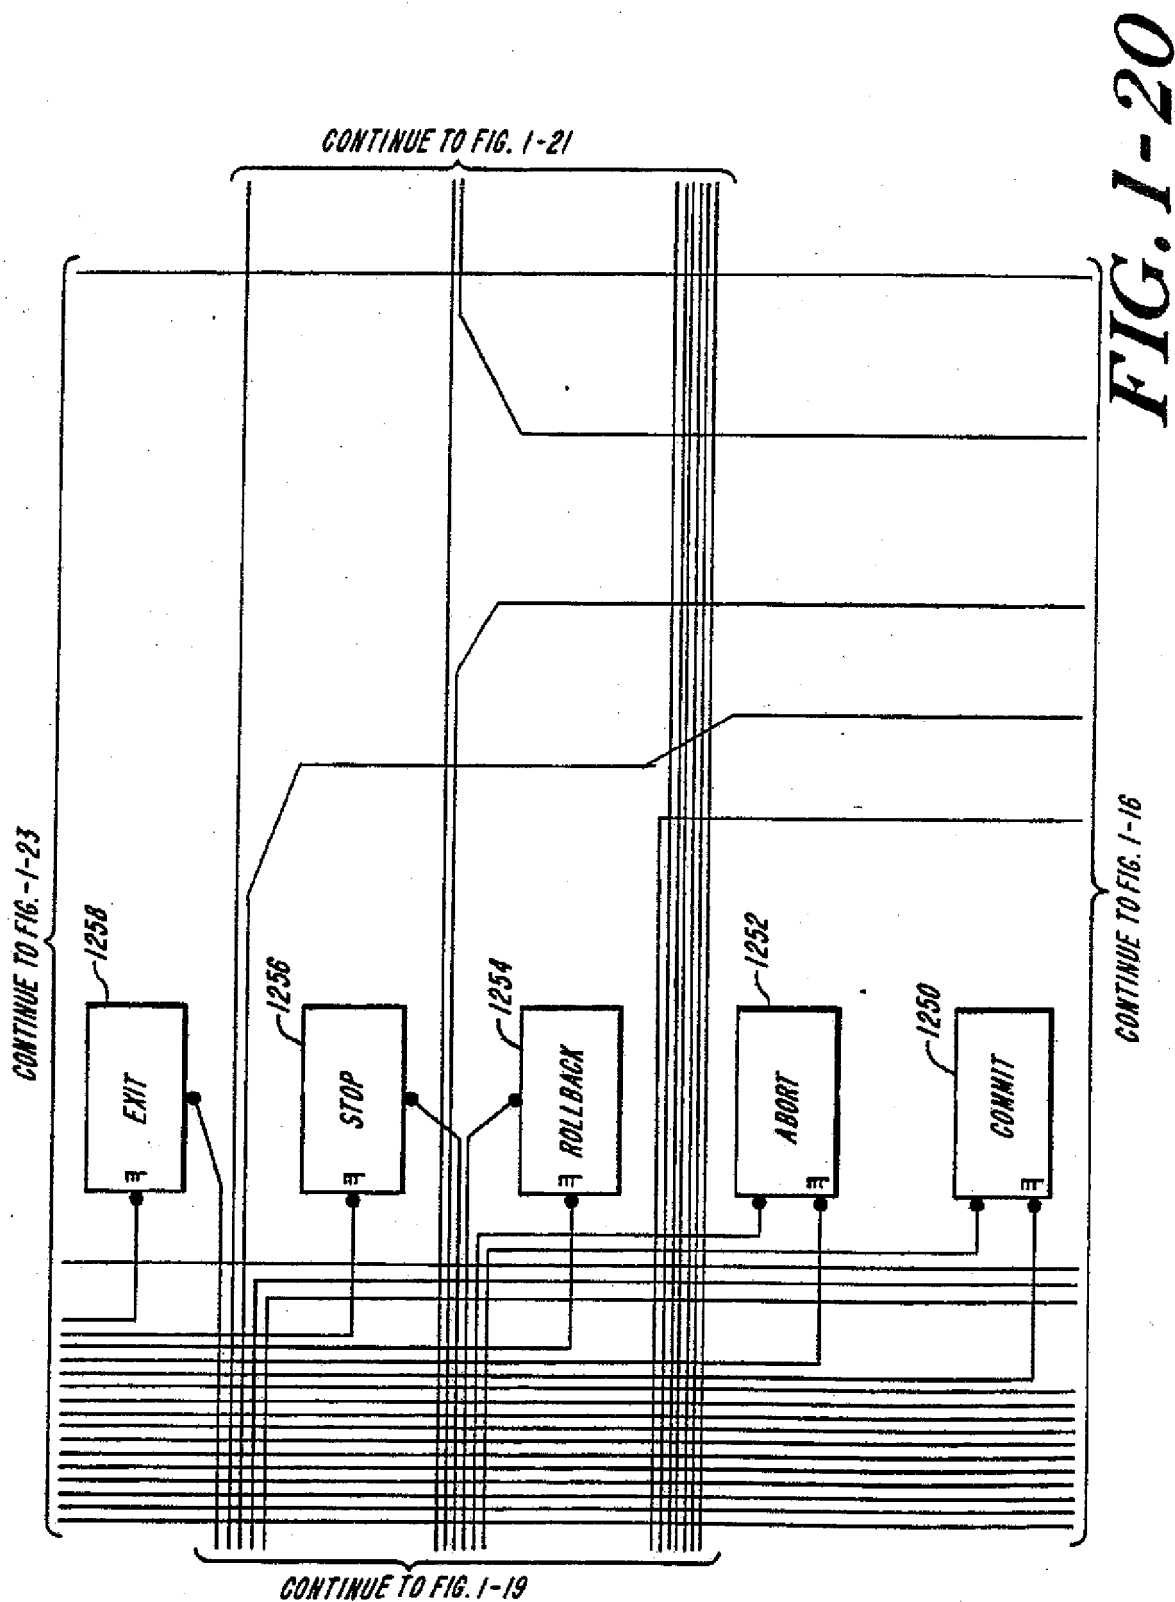 FIG. 1-20
CONTINUE TO FIG. 1-21
CONTINUE TO FIG.-1-23
1258
EXIT
E
1256
STOP
E
1254
ROLLBACK
E
1252
ABORT
E
1250
COMMIT
E
CONTINUE TO FIG. 1-16
CONTINUE TO FIG. 1-19